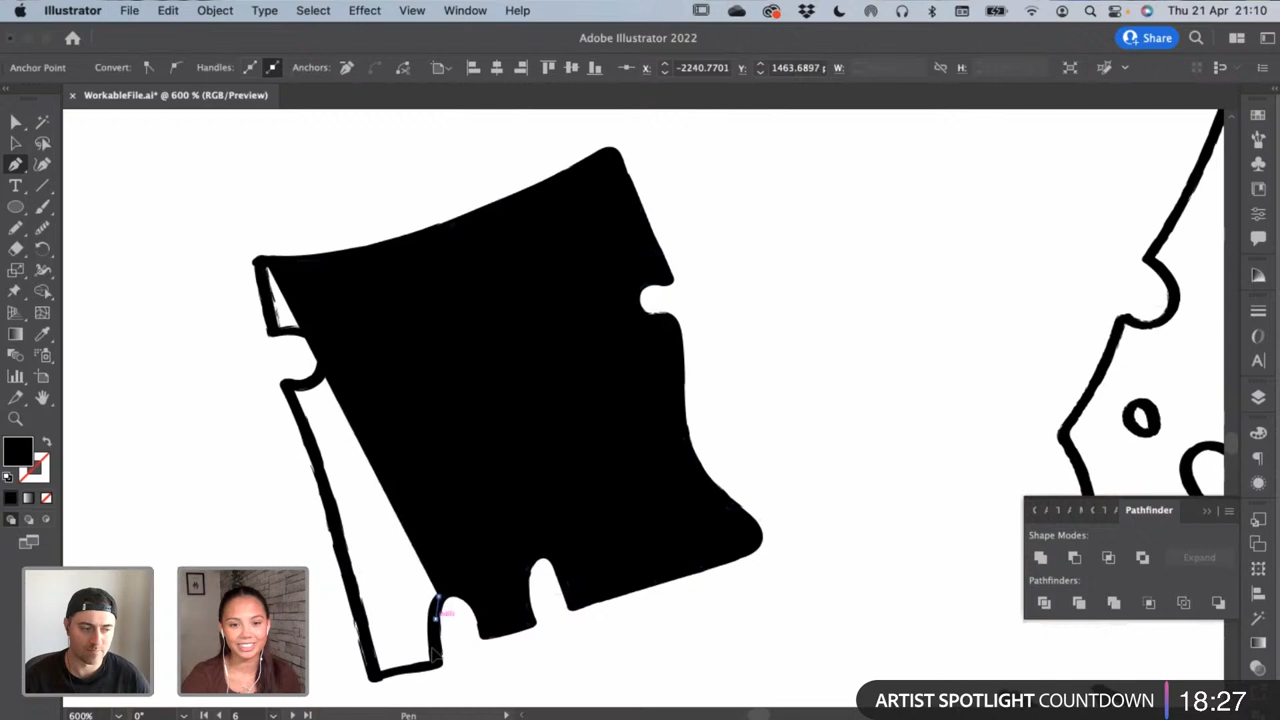 Illustrator File Edit Object Type Select Effect View Window Help Thu 21 Apr 21:10
Adobe Illustrator 2022
Share
Anchor Point Convert: Handles: Anchors: X: -2240.7701 Y: 1463.6897 p W: H:
WorkableFile.ai* @ 600 % (RGB/Preview)
Pathfinder
Shape Modes:
Expand
Pathfinders:
ARTIST SPOTLIGHT COUNTDOWN 18:27
600% 0° 6 Pen